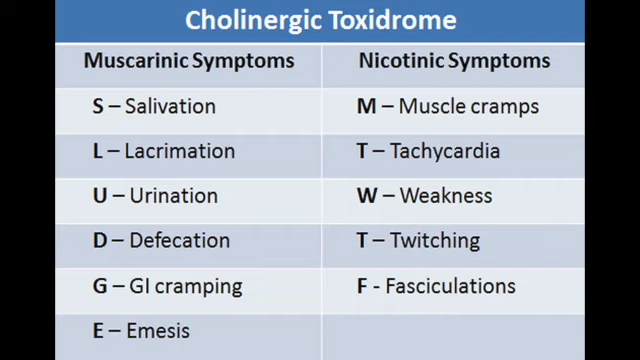 Cholinergic Toxidrome
Muscarinic Symptoms Nicotinic Symptoms
S – Salivation M – Muscle cramps
L – Lacrimation T – Tachycardia
U – Urination W – Weakness
D – Defecation T – Twitching
G – GI cramping F - Fasciculations
E – Emesis